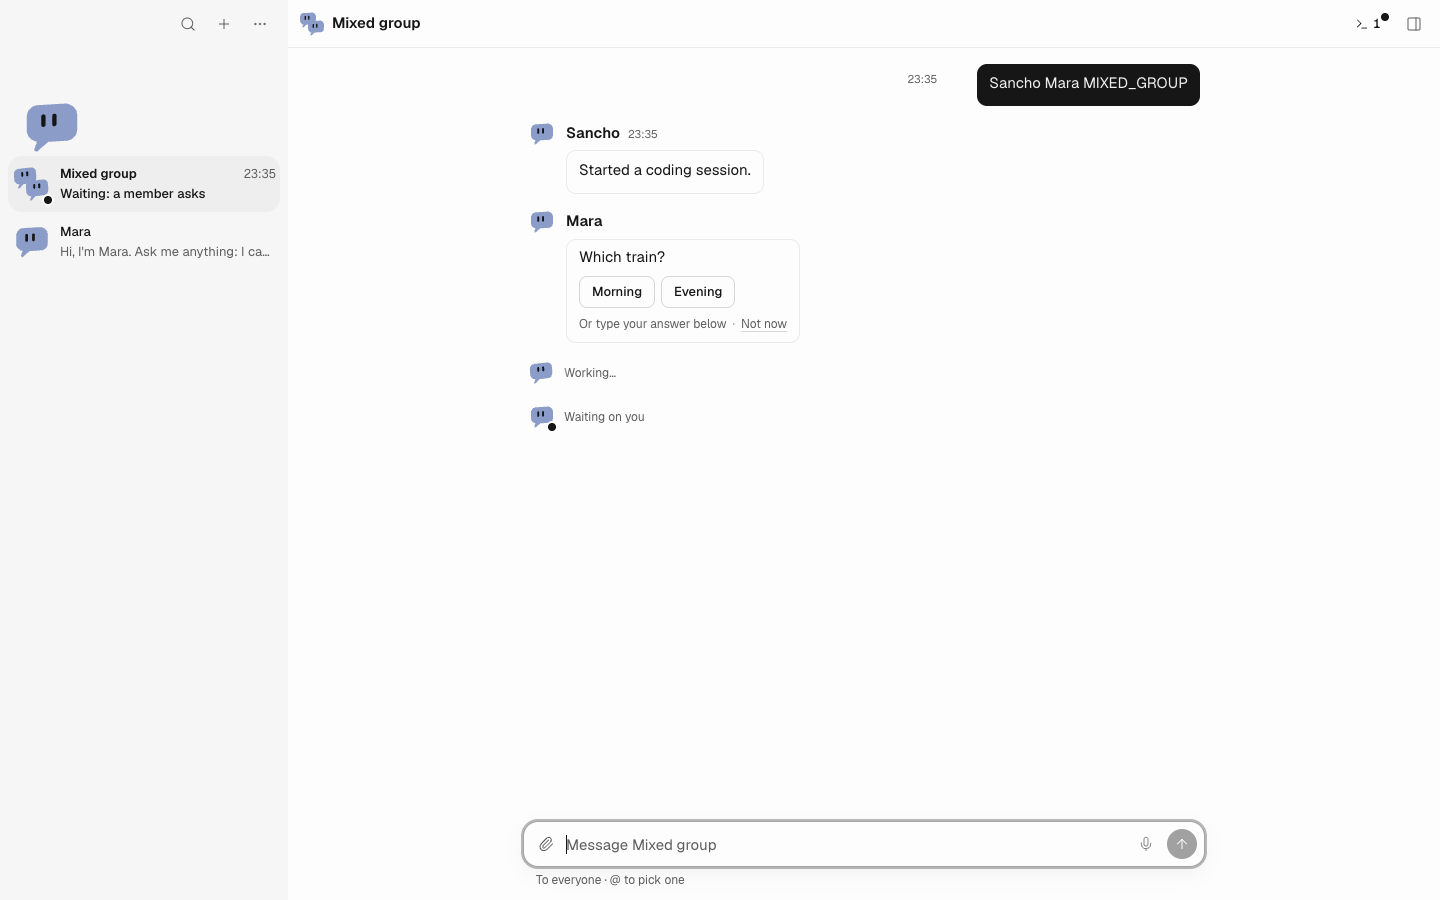 Mixed group
23:35
Waiting: a member asks
Mara
Hi, I'm Mara. Ask me anything: I ca…
Mixed group
1
23:35
Sancho Mara MIXED_GROUP
Sancho 23:35
Started a coding session.
Mara
Which train?
Morning
Evening
Or type your answer below · Not now
Working…
Waiting on you
Message Mixed group
To everyone · @ to pick one